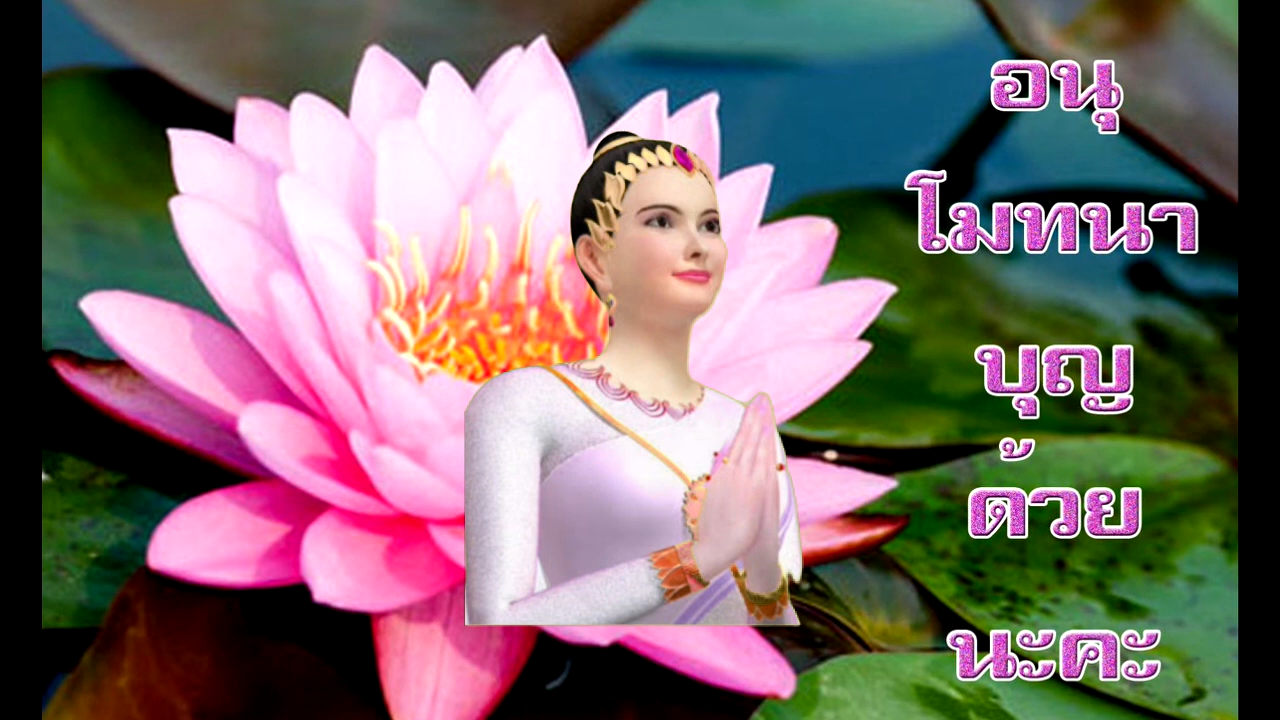 อนุ
โมทนา
บุญ
ด้วย
นะคะ